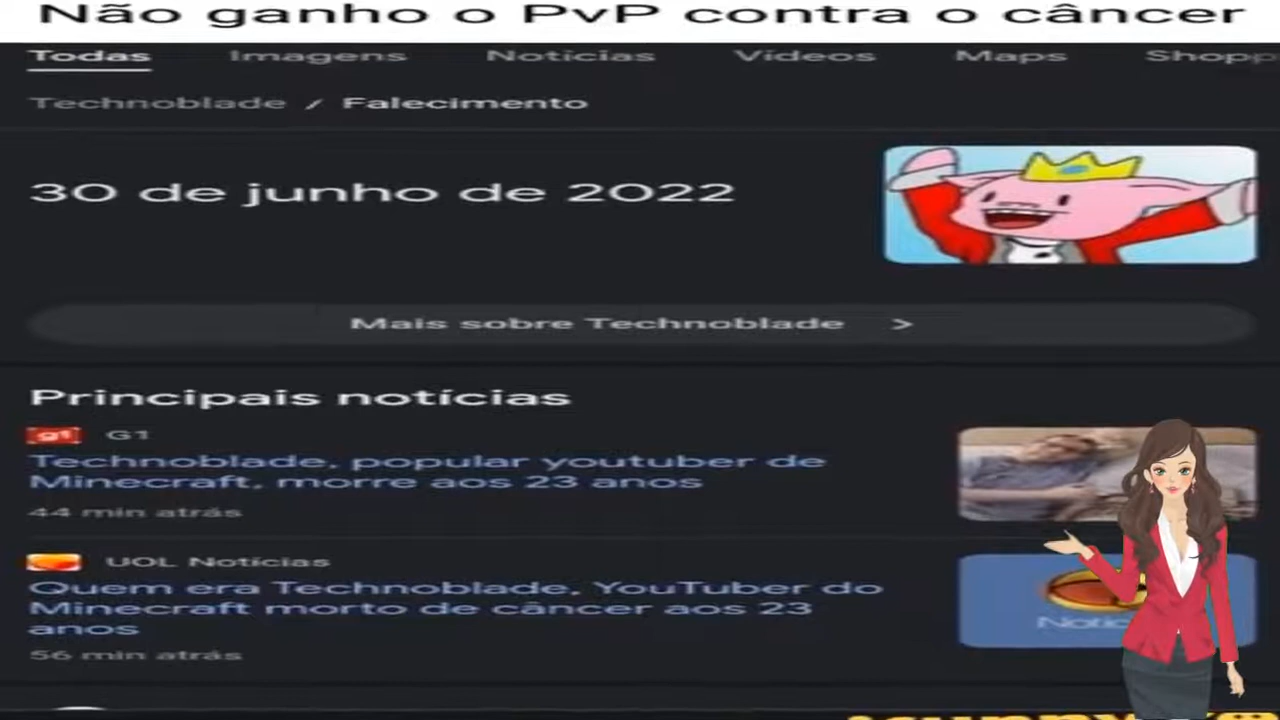 Não ganho o PvP contra o câncer
Todas Imagens Notícias Vídeos Maps Shopp
Technoblade / Falecimento
30 de junho de 2022
Mais sobre Technoblade >
Principais notícias
g1 G1
Technoblade, popular youtuber de
Minecraft, morre aos 23 anos
44 min atrás
UOL Notícias
Quem era Technoblade, YouTuber do
Minecraft morto de câncer aos 23
anos
56 min atrás